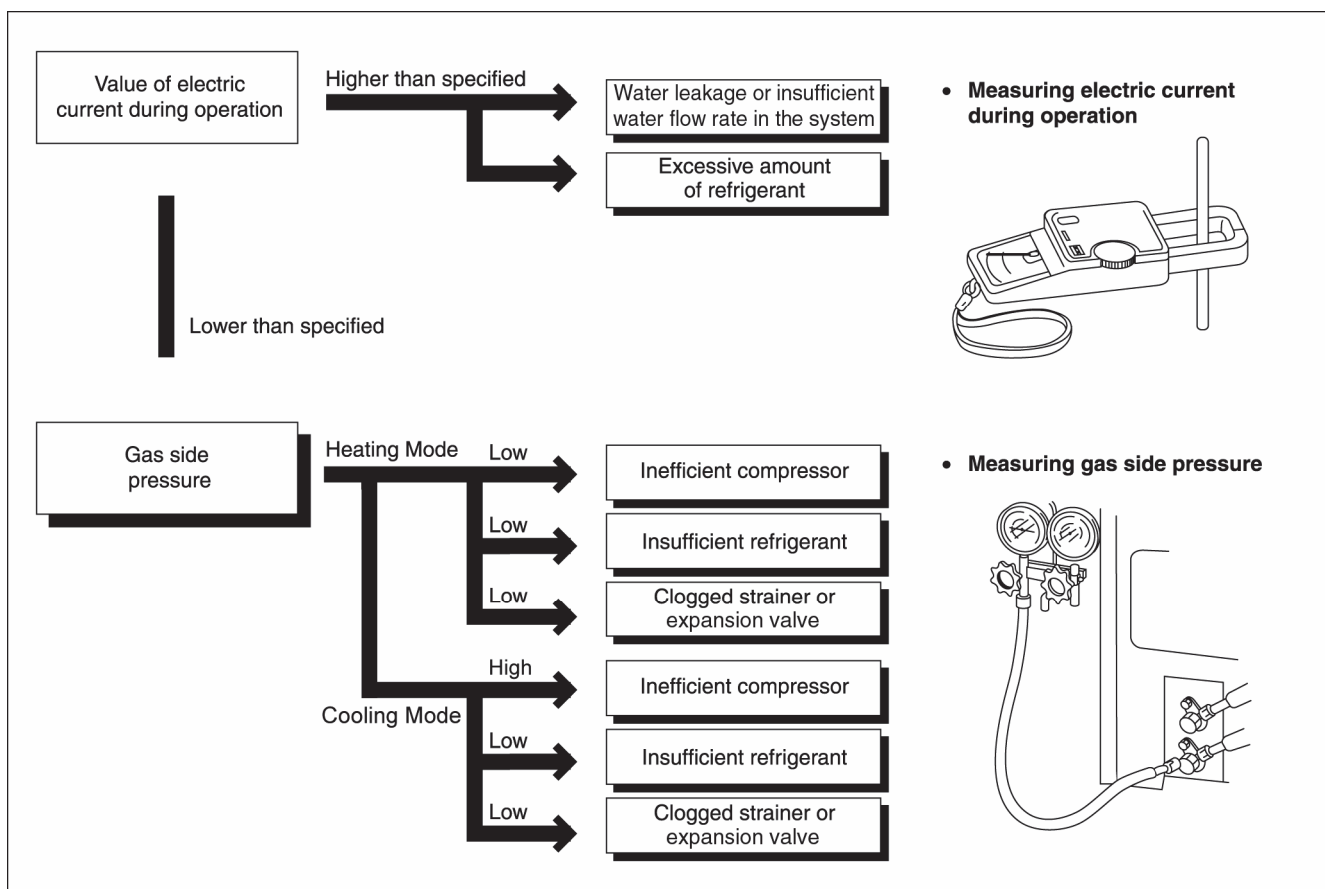 Value of electric
current during operation
Higher than specified
Water leakage or insufficient
water flow rate in the system
Excessive amount
of refrigerant
• Measuring electric current
during operation
Lower than specified
Gas side
pressure
Heating Mode
Low
Inefficient compressor
Low
Insufficient refrigerant
Low
Clogged strainer or
expansion valve
High
Inefficient compressor
Cooling Mode
Low
Insufficient refrigerant
Low
Clogged strainer or
expansion valve
• Measuring gas side pressure